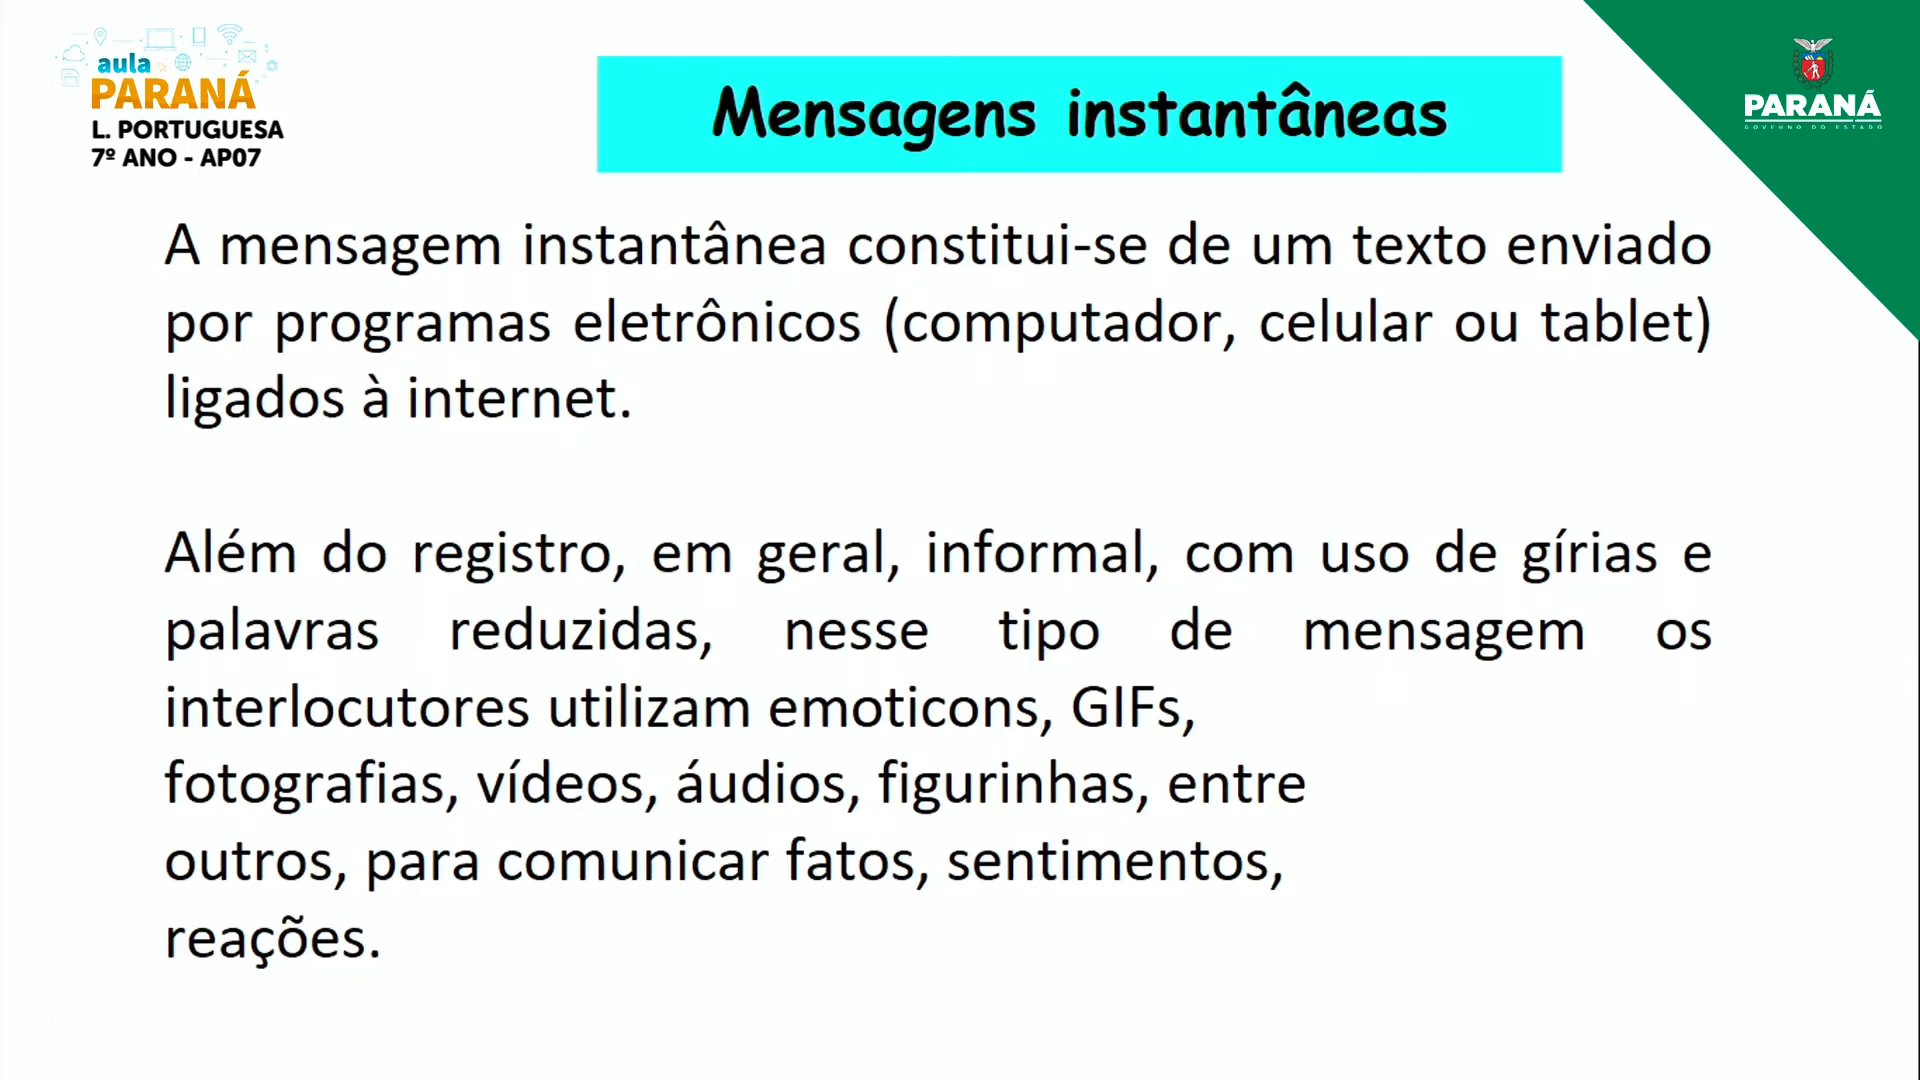 aula
PARANÁ
L. PORTUGUESA
7º ANO - AP07
Mensagens instantâneas
PARANÁ
GOVERNO DO ESTADO
A mensagem instantânea constitui-se de um texto enviado
por programas eletrônicos (computador, celular ou tablet)
ligados à internet.
Além do registro, em geral, informal, com uso de gírias e
palavras reduzidas, nesse tipo de mensagem os
interlocutores utilizam emoticons, GIFs,
fotografias, vídeos, áudios, figurinhas, entre
outros, para comunicar fatos, sentimentos,
reações.